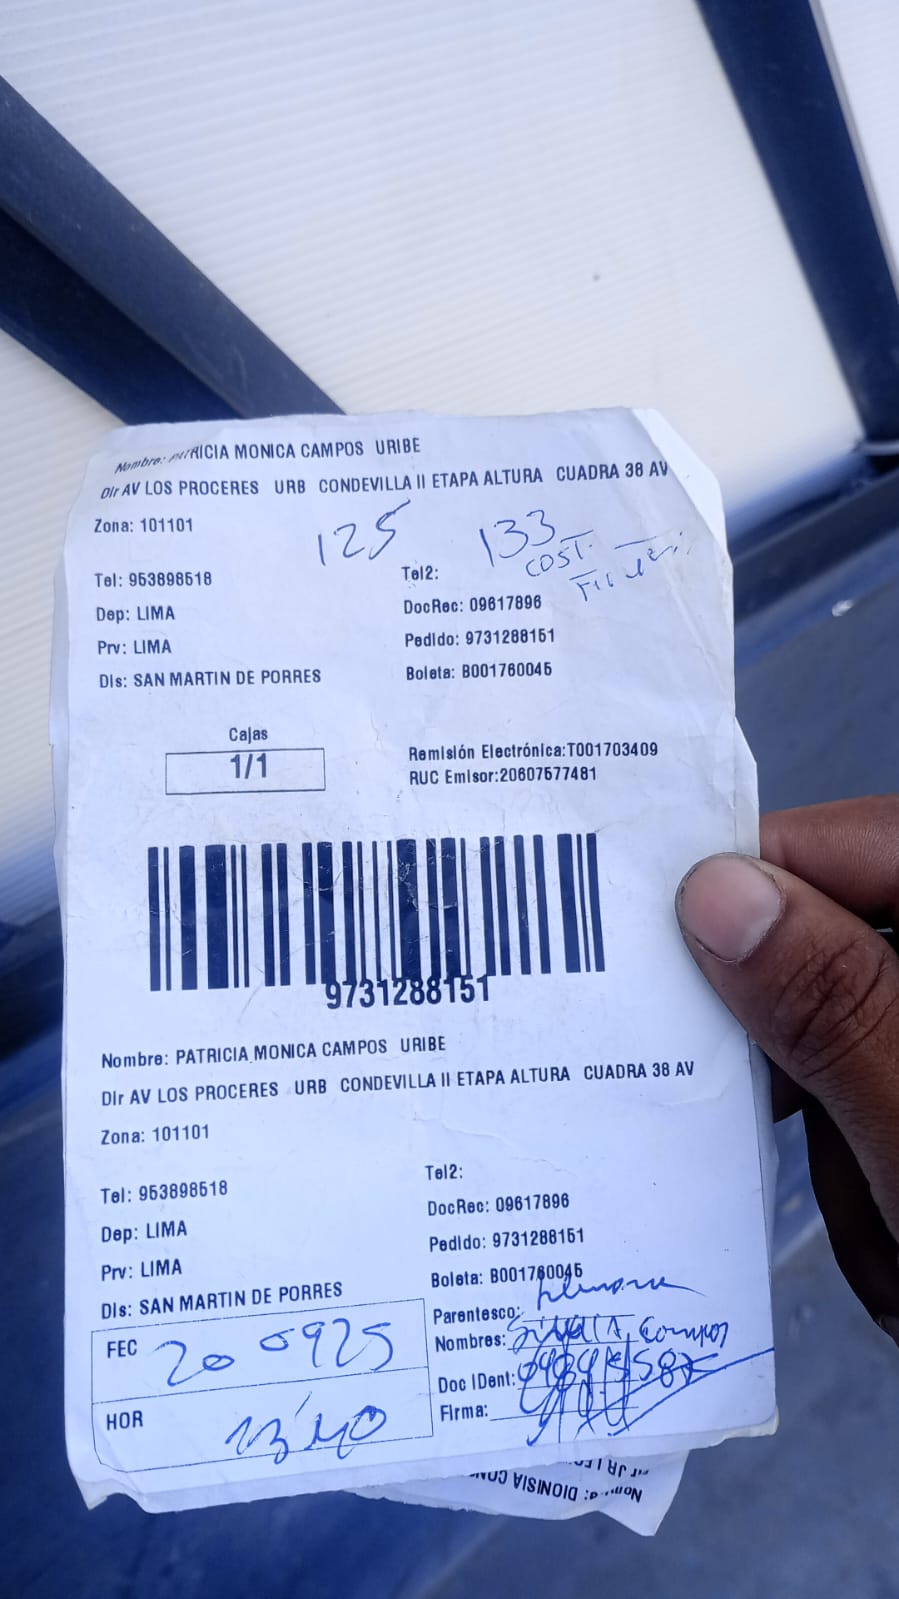 Nombre: PATRICIA MONICA CAMPOS URIBE
Dir AV LOS PROCERES URB CONDEVILLA II ETAPA ALTURA CUADRA 38 AV
Zona: 101101
125 133
COST.
Tel: 953898518 Tel2:
Dep: LIMA DocRec: 09617896
Prv: LIMA Pedido: 9731288151
Dis: SAN MARTIN DE PORRES Boleta: B001760045
Cajas
1/1
Remisión Electrónica:T001703409
RUC Emisor:20607577481
9731288151
Nombre: PATRICIA MONICA CAMPOS URIBE
Dir AV LOS PROCERES URB CONDEVILLA II ETAPA ALTURA CUADRA 38 AV
Zona: 101101
Tel: 953898518 Tel2:
Dep: LIMA DocRec: 09617896
Prv: LIMA Pedido: 9731288151
Dis: SAN MARTIN DE PORRES Boleta: B001760045
Parentesco:
Nombres: Silvia Campos
Doc IDent:
Firma:
FEC 200925
HOR 13:40
DIONISIA